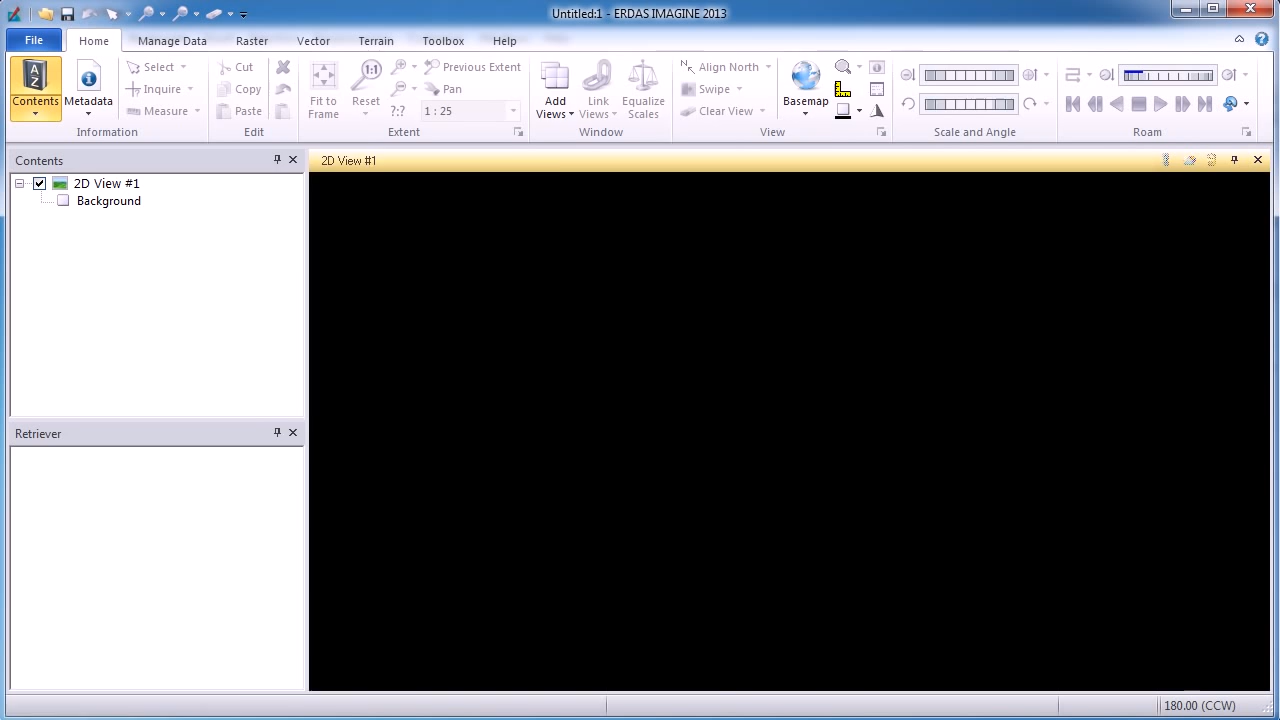 Untitled:1 - ERDAS IMAGINE 2013
File Home Manage Data Raster Vector Terrain Toolbox Help
Contents Metadata Select Inquire Measure
Information
Cut Copy Paste
Edit
Fit to Frame Reset 1:1 ?:? Previous Extent Pan 1 : 25
Extent
Add Views Link Views Equalize Scales
Window
Align North Swipe Clear View Basemap
View
Scale and Angle
Roam
Contents
2D View #1
Background
Retriever
2D View #1
180.00 (CCW)